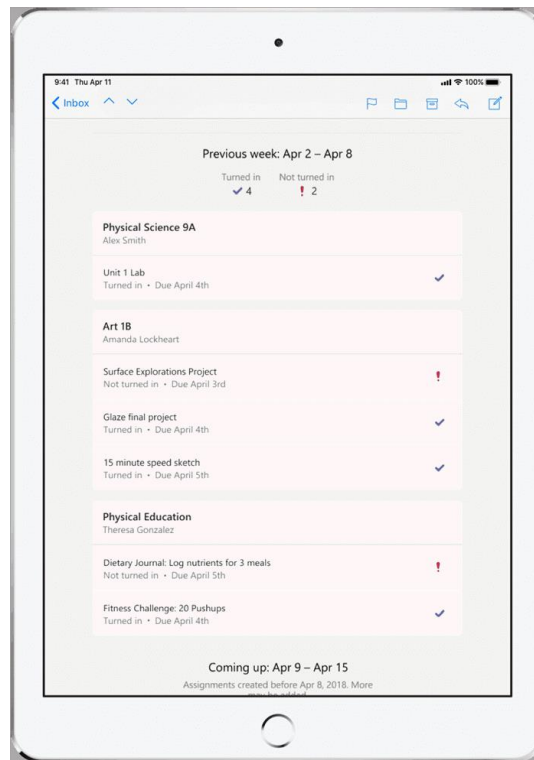 9:41 Thu Apr 11 100%
Inbox
Previous week: Apr 2 – Apr 8
Turned in Not turned in
4 2
Physical Science 9A
Alex Smith
Unit 1 Lab
Turned in • Due April 4th
Art 1B
Amanda Lockheart
Surface Explorations Project
Not turned in • Due April 3rd
Glaze final project
Turned in • Due April 4th
15 minute speed sketch
Turned in • Due April 5th
Physical Education
Theresa Gonzalez
Dietary Journal: Log nutrients for 3 meals
Not turned in • Due April 5th
Fitness Challenge: 20 Pushups
Turned in • Due April 4th
Coming up: Apr 9 – Apr 15
Assignments created before Apr 8, 2018. More
may be added